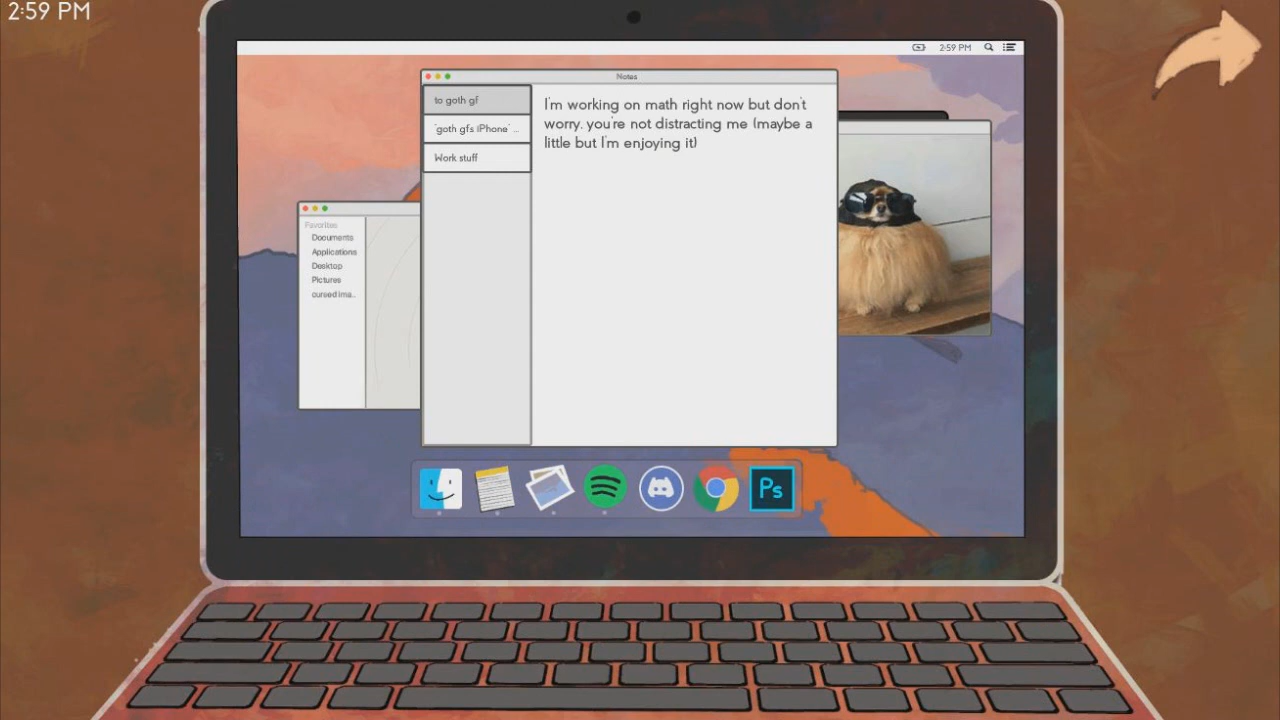 2:59 PM
2:59 PM
Notes
to goth gf
"goth gfs iPhone" ...
Work stuff
I'm working on math right now but don't
worry. you're not distracting me (maybe a
little but I'm enjoying it)
Favorites
Documents
Applications
Desktop
Pictures
cursed ima..
Ps